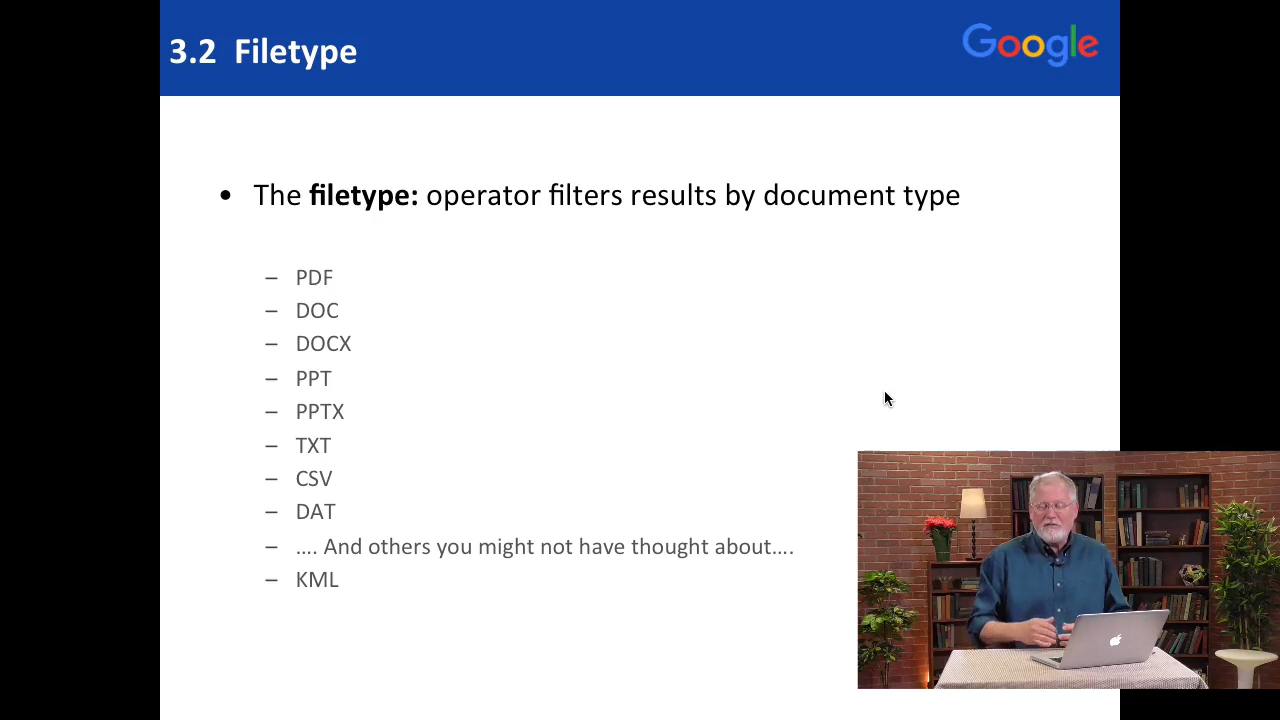 3.2 Filetype
Google
• The filetype: operator filters results by document type
– PDF
– DOC
– DOCX
– PPT
– PPTX
– TXT
– CSV
– DAT
– .... And others you might not have thought about....
– KML